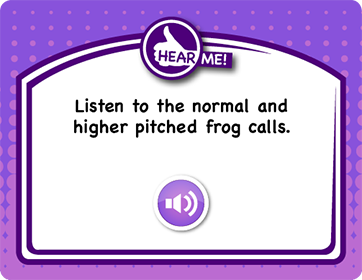 HEAR ME!
Listen to the normal and
higher pitched frog calls.